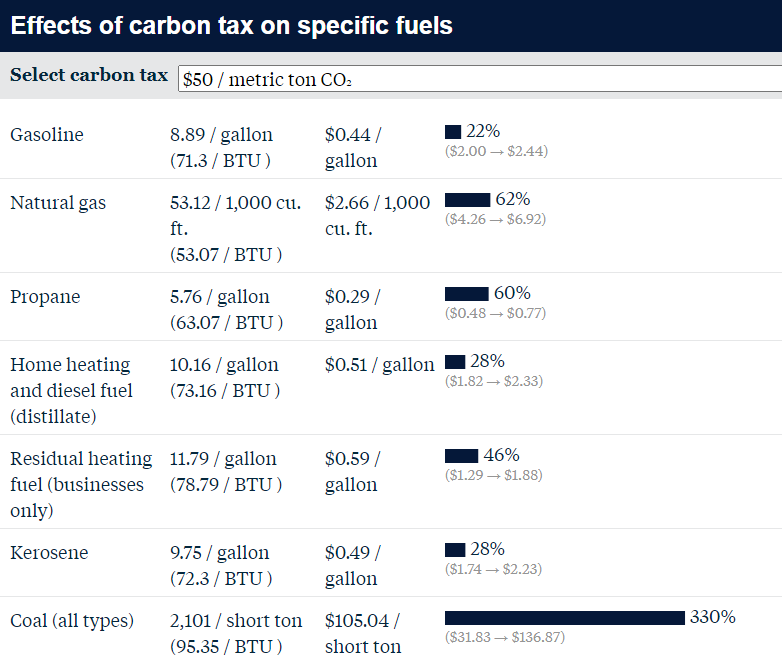 Effects of carbon tax on specific fuels
Select carbon tax $50 / metric ton CO₂
Gasoline 8.89 / gallon $0.44 / 22%
(71.3 / BTU ) gallon ($2.00 → $2.44)
Natural gas 53.12 / 1,000 cu. $2.66 / 1,000 62%
ft. cu. ft. ($4.26 → $6.92)
(53.07 / BTU )
Propane 5.76 / gallon $0.29 / 60%
(63.07 / BTU ) gallon ($0.48 → $0.77)
Home heating 10.16 / gallon $0.51 / gallon 28%
and diesel fuel (73.16 / BTU ) ($1.82 → $2.33)
(distillate)
Residual heating 11.79 / gallon $0.59 / 46%
fuel (businesses (78.79 / BTU ) gallon ($1.29 → $1.88)
only)
Kerosene 9.75 / gallon $0.49 / 28%
(72.3 / BTU ) gallon ($1.74 → $2.23)
Coal (all types) 2,101 / short ton $105.04 / 330%
(95.35 / BTU ) short ton ($31.83 → $136.87)